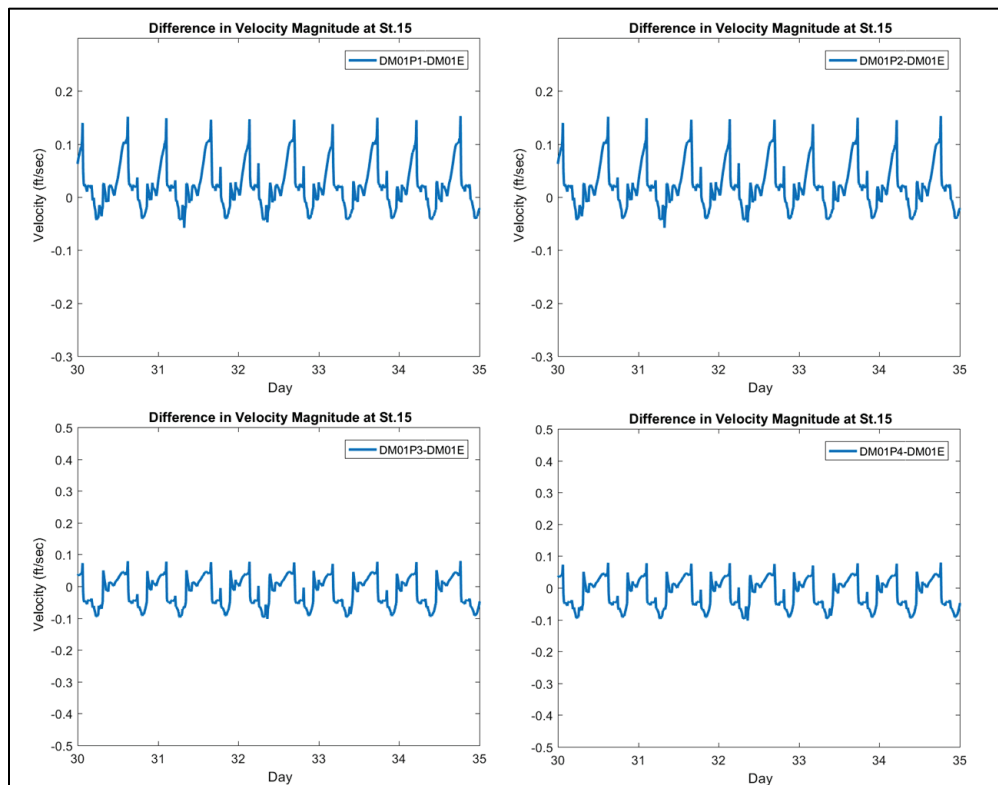 Difference in Velocity Magnitude at St.15
DM01P1-DM01E
0.2
0.1
0
-0.1
-0.2
-0.3
Velocity (ft/sec)
30 31 32 33 34 35
Day
Difference in Velocity Magnitude at St.15
DM01P2-DM01E
0.2
0.1
0
-0.1
-0.2
-0.3
Velocity (ft/sec)
30 31 32 33 34 35
Day
Difference in Velocity Magnitude at St.15
DM01P3-DM01E
0.5
0.4
0.3
0.2
0.1
0
-0.1
-0.2
-0.3
-0.4
-0.5
Velocity (ft/sec)
30 31 32 33 34 35
Day
Difference in Velocity Magnitude at St.15
DM01P4-DM01E
0.5
0.4
0.3
0.2
0.1
0
-0.1
-0.2
-0.3
-0.4
-0.5
30 31 32 33 34 35
Day